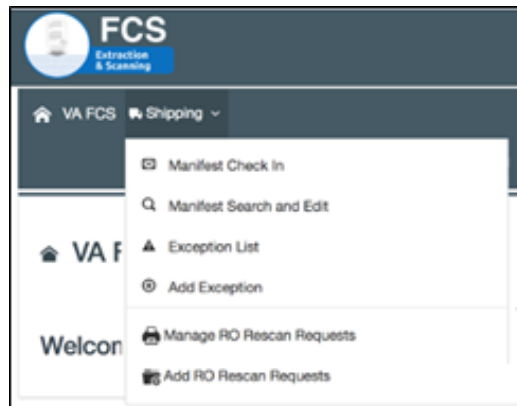 FCS
Extraction
& Scanning
VA FCS Shipping
Manifest Check In
Manifest Search and Edit
Exception List
VA F
Add Exception
Welcon
Manage RO Rescan Requests
Add RO Rescan Requests